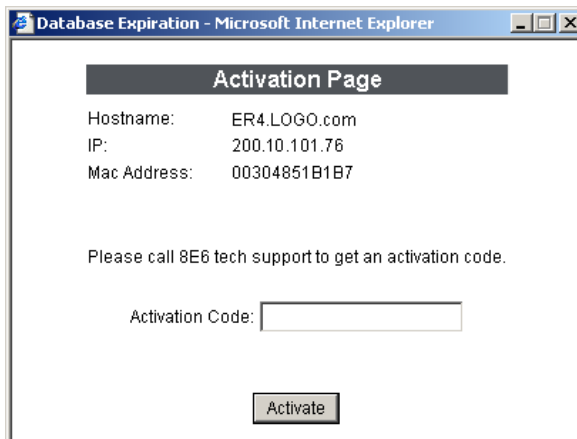 Database Expiration - Microsoft Internet Explorer
Activation Page
Hostname: ER4.LOGO.com
IP: 200.10.101.76
Mac Address: 00304851B1B7
Please call 8E6 tech support to get an activation code.
Activation Code:
Activate